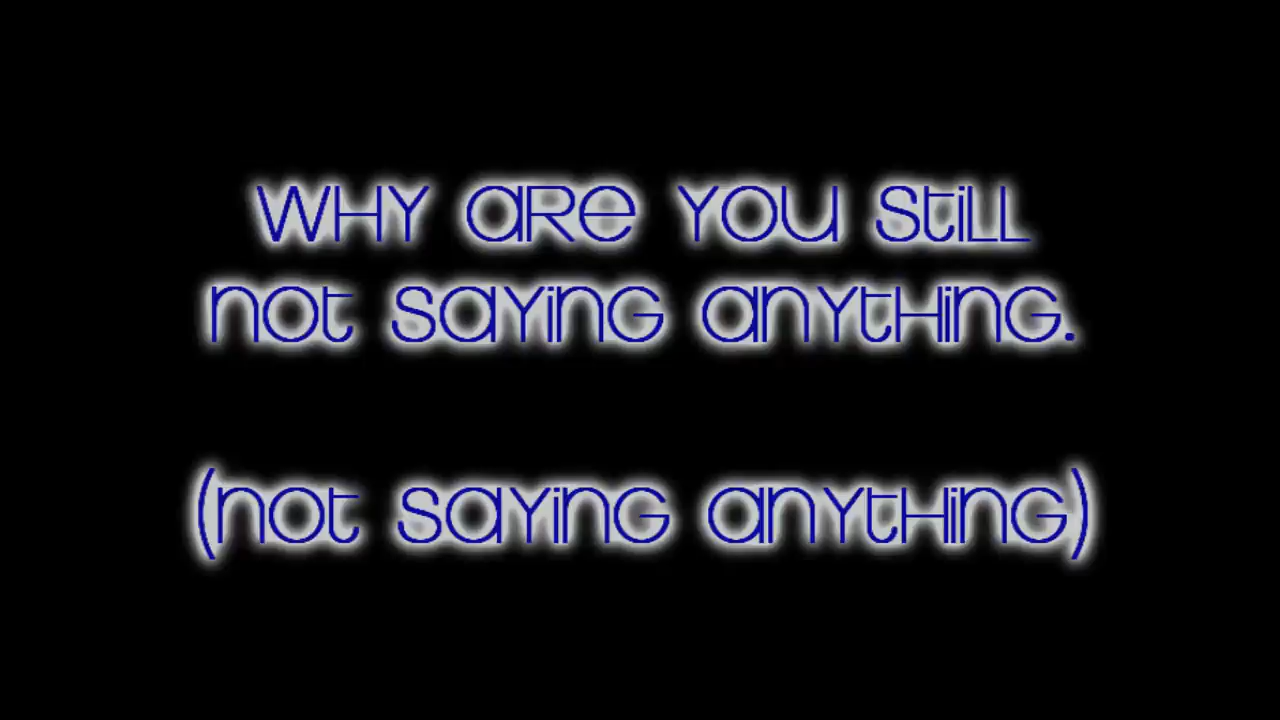 WHY aRe YOU StiLL
nOt SaYinG anYtHinG.
(nOt SaYinG anYtHinG)